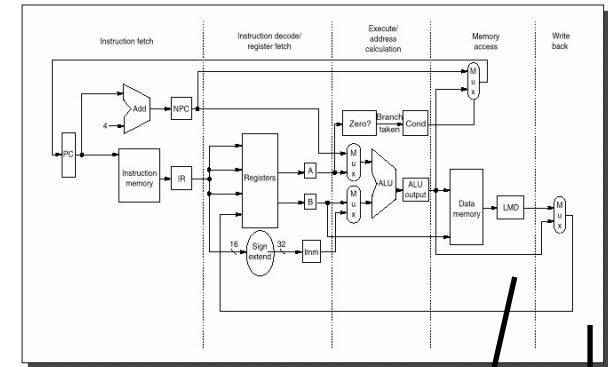 Instruction fetch
Instruction decode/
register fetch
Execute/
address
calculation
Memory
access
Write
back
Add
4
NPC
PC
Instruction
memory
IR
Registers
A
B
16
Sign
extend
32
Imm
Zero?
Branch
taken
Cond
M
u
x
M
u
x
ALU
ALU
output
M
u
x
Data
memory
LMD
M
u
x